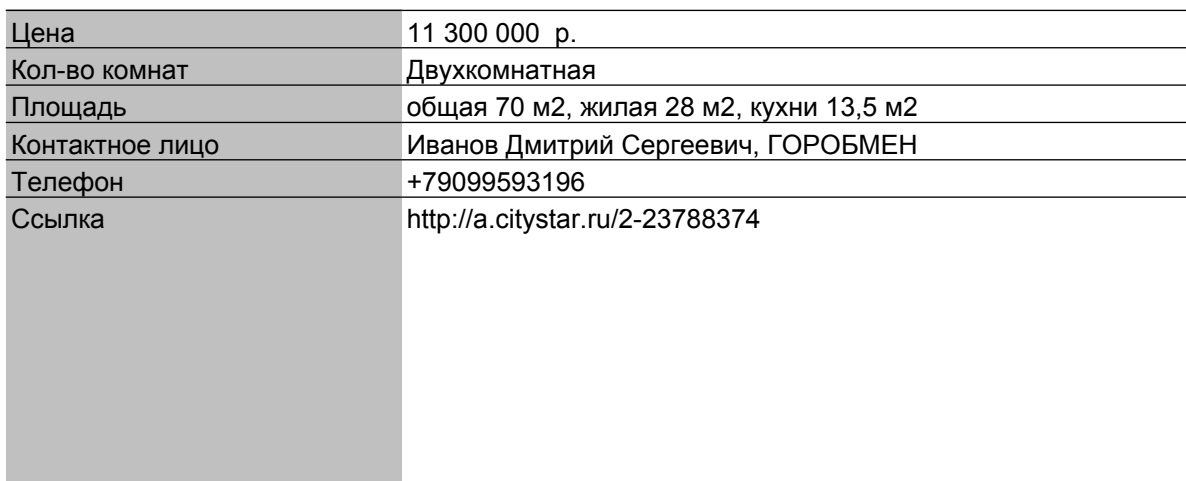 Цена 11 300 000 р.
Кол-во комнат Двухкомнатная
Площадь общая 70 м2, жилая 28 м2, кухни 13,5 м2
Контактное лицо Иванов Дмитрий Сергеевич, ГОРОБМЕН
Телефон +79099593196
Ссылка http://a.citystar.ru/2-23788374